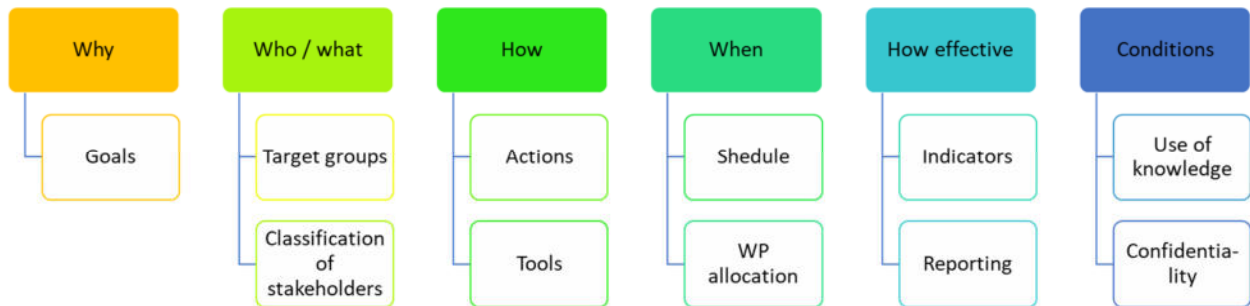 Why
Goals
Who / what
Target groups
Classification
of
stakeholders
How
Actions
Tools
When
Shedule
WP
allocation
How effective
Indicators
Reporting
Conditions
Use of
knowledge
Confidentia-
lity